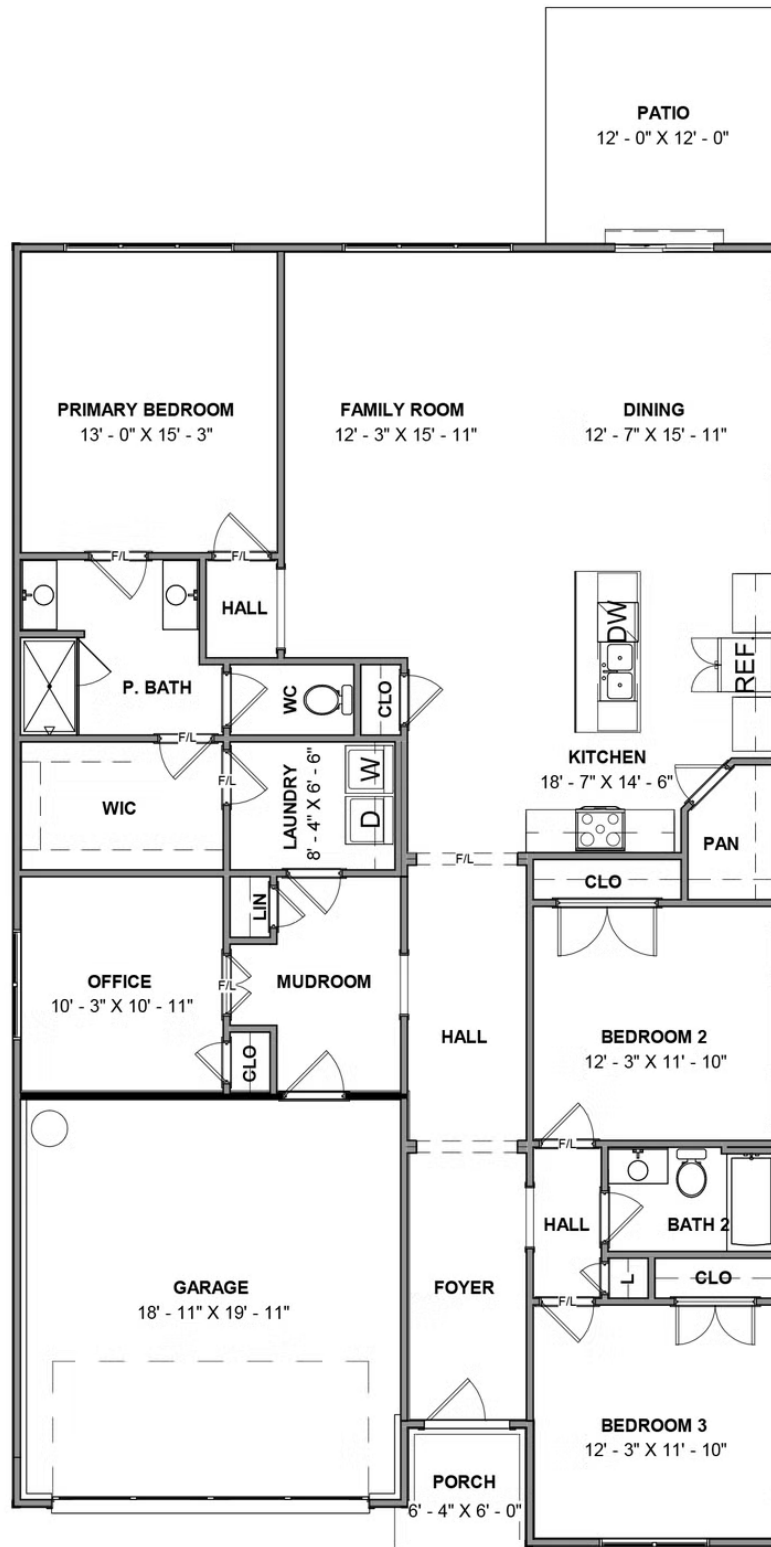 PATIO
12' - 0" X 12' - 0"
PRIMARY BEDROOM
13' - 0" X 15' - 3"
FAMILY ROOM
12' - 3" X 15' - 11"
DINING
12' - 7" X 15' - 11"
F/L
F/L
HALL
DW
REF
P. BATH
WC
CLO
F/L
KITCHEN
18' - 7" X 14' - 6"
WIC
F/L
LAUNDRY
8' - 4" X 6' - 6"
W
D
PAN
F/L
CLO
LIN
OFFICE
10' - 3" X 10' - 11"
F/L
MUDROOM
CLO
HALL
BEDROOM 2
12' - 3" X 11' - 10"
F/L
HALL
BATH 2
L
CLO
F/L
GARAGE
18' - 11" X 19' - 11"
FOYER
BEDROOM 3
12' - 3" X 11' - 10"
PORCH
6' - 4" X 6' - 0"